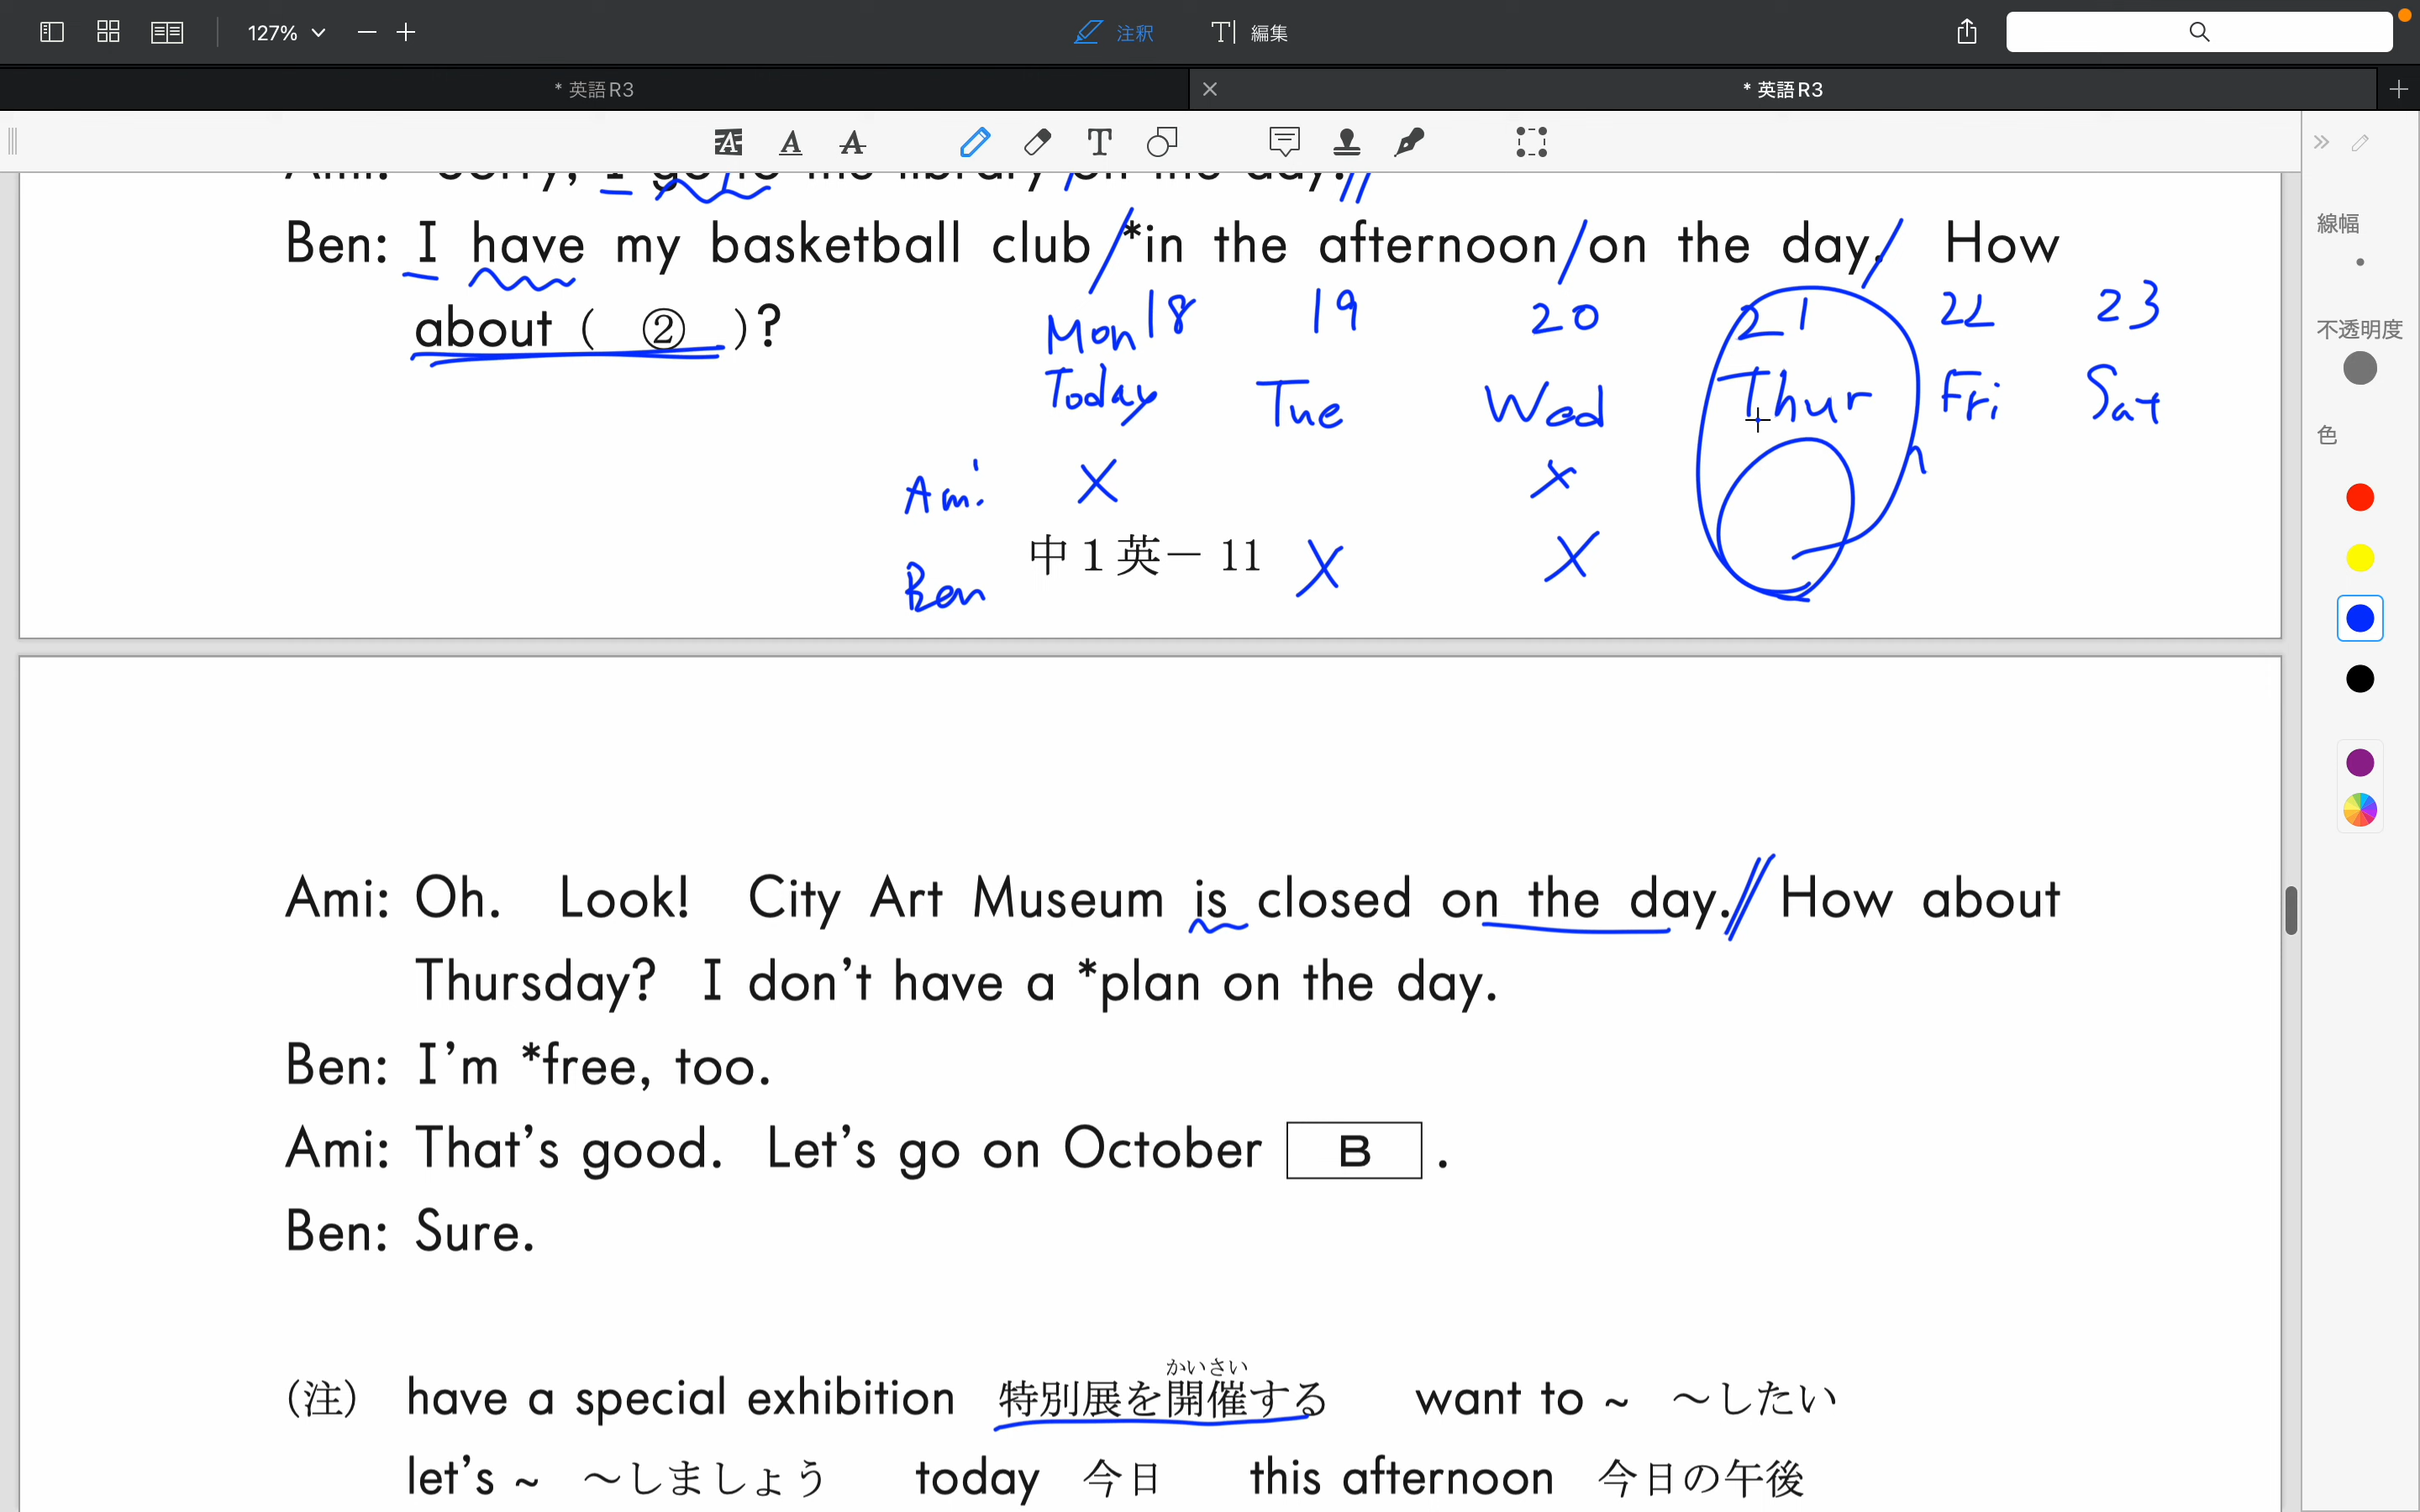 127%
注釈
編集
* 英語R3
* 英語R3
線幅
不透明度
色
Ben: I have my basketball club *in the afternoon on the day. How
about ( ② )?
Mon 18 19 20 21 22 23
Today Tue Wed Thur Fri Sat
Ami X X
中1英－11
Ben X X
Ami: Oh. Look! City Art Museum is closed on the day. How about
Thursday? I don't have a *plan on the day.
Ben: I'm *free, too.
Ami: That's good. Let's go on October B .
Ben: Sure.
かいさい
(注) have a special exhibition 特別展を開催する want to ~ ～したい
let's ~ ～しましょう today 今日 this afternoon 今日の午後